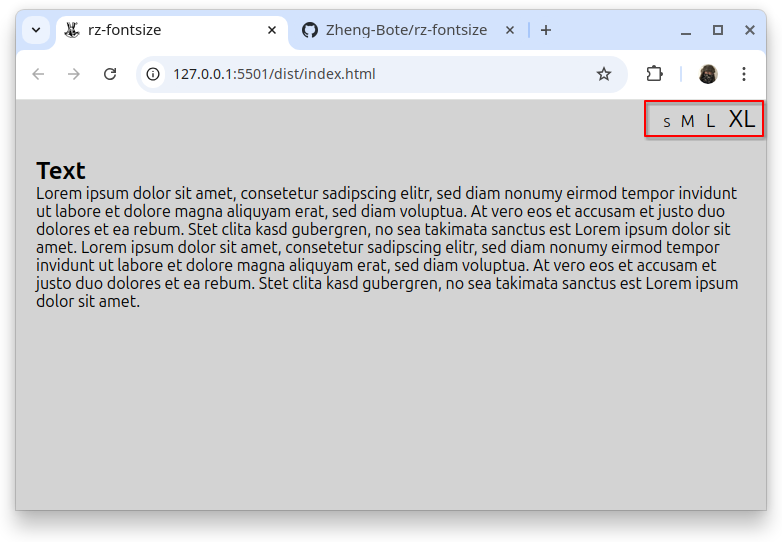 rz-fontsize
Zheng-Bote/rz-fontsize
127.0.0.1:5501/dist/index.html
S M L XL
Text
Lorem ipsum dolor sit amet, consetetur sadipscing elitr, sed diam nonumy eirmod tempor invidunt
ut labore et dolore magna aliquyam erat, sed diam voluptua. At vero eos et accusam et justo duo
dolores et ea rebum. Stet clita kasd gubergren, no sea takimata sanctus est Lorem ipsum dolor sit
amet. Lorem ipsum dolor sit amet, consetetur sadipscing elitr, sed diam nonumy eirmod tempor
invidunt ut labore et dolore magna aliquyam erat, sed diam voluptua. At vero eos et accusam et
justo duo dolores et ea rebum. Stet clita kasd gubergren, no sea takimata sanctus est Lorem ipsum
dolor sit amet.